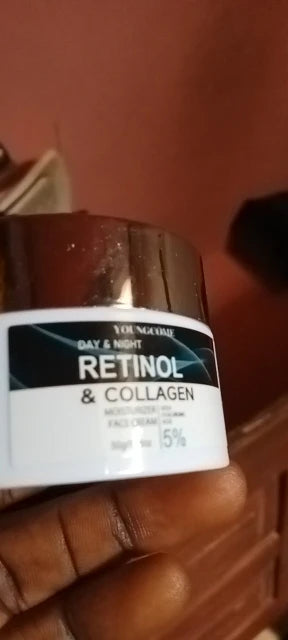 YOUNGCOME
DAY & NIGHT
RETINOL
& COLLAGEN
MOISTURIZER
FACE CREAM
5%